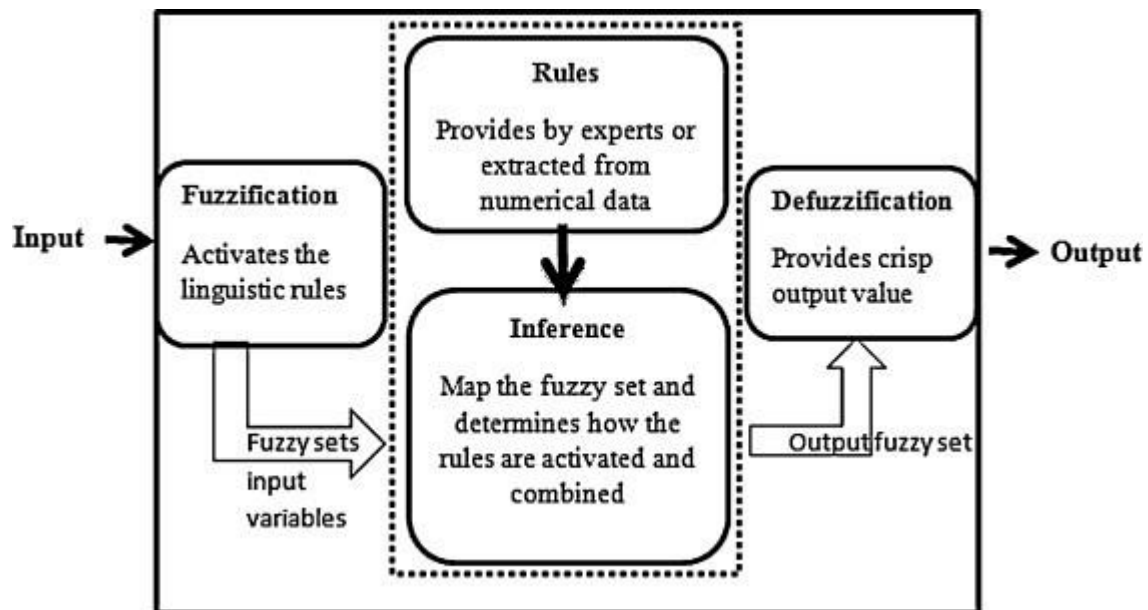 Input
Fuzzification
Activates the
linguistic rules
Fuzzy sets
input
variables
Rules
Provides by experts or
extracted from
numerical data
Inference
Map the fuzzy set and
determines how the
rules are activated and
combined
Output fuzzy set
Defuzzification
Provides crisp
output value
Output